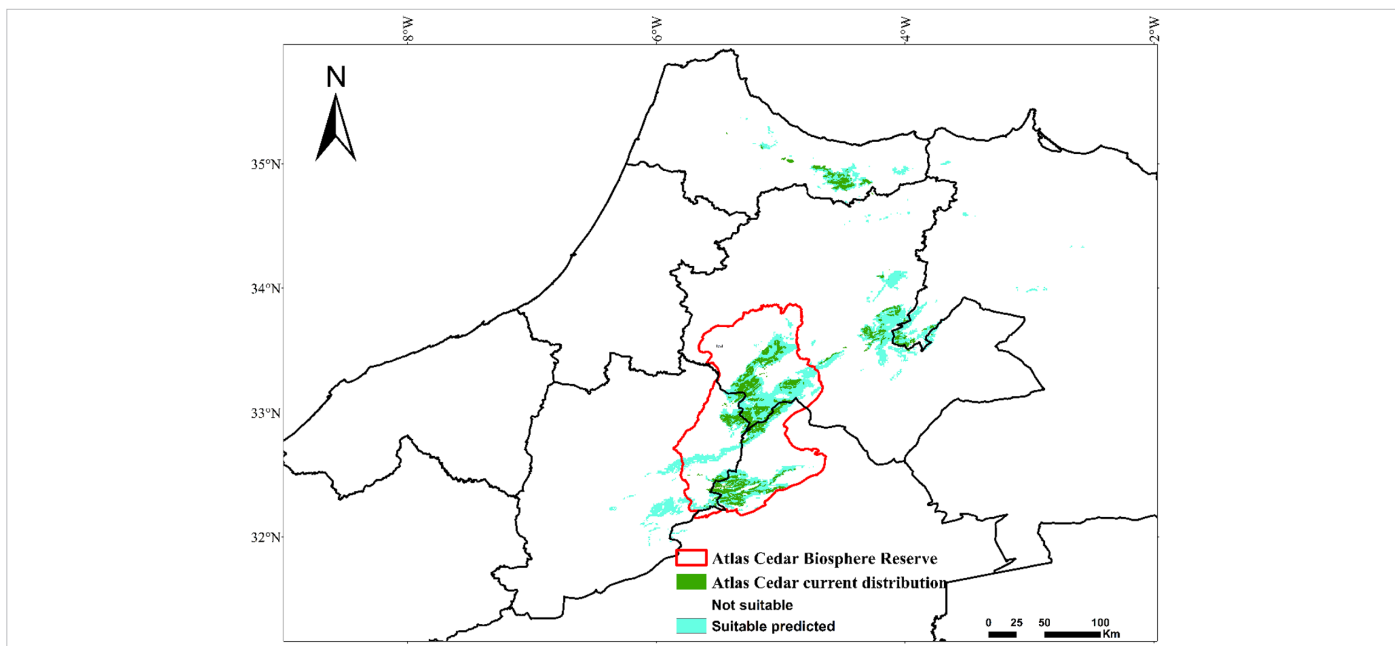 8°W 6°W 4°W 2°W
N
35°N
34°N
33°N
32°N
Atlas Cedar Biosphere Reserve
Atlas Cedar current distribution
Not suitable
Suitable predicted
0 25 50 100
Km